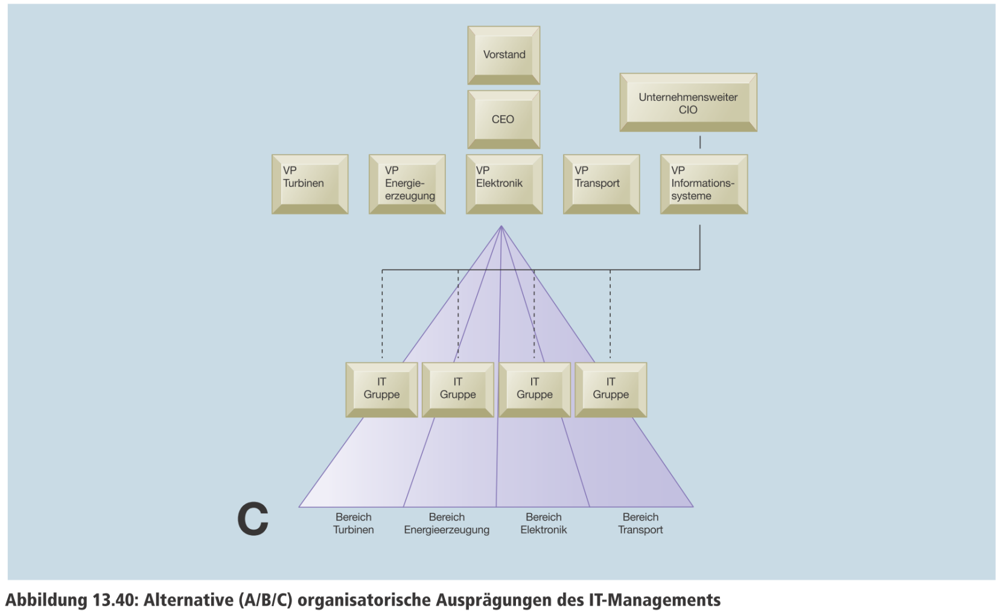 Vorstand
Unternehmensweiter
CIO
CEO
VP
Turbinen
VP
Energie-
erzeugung
VP
Elektronik
VP
Transport
VP
Informations-
systeme
IT
Gruppe
IT
Gruppe
IT
Gruppe
IT
Gruppe
C
Bereich
Turbinen
Bereich
Energieerzeugung
Bereich
Elektronik
Bereich
Transport
Abbildung 13.40: Alternative (A/B/C) organisatorische Ausprägungen des IT-Managements